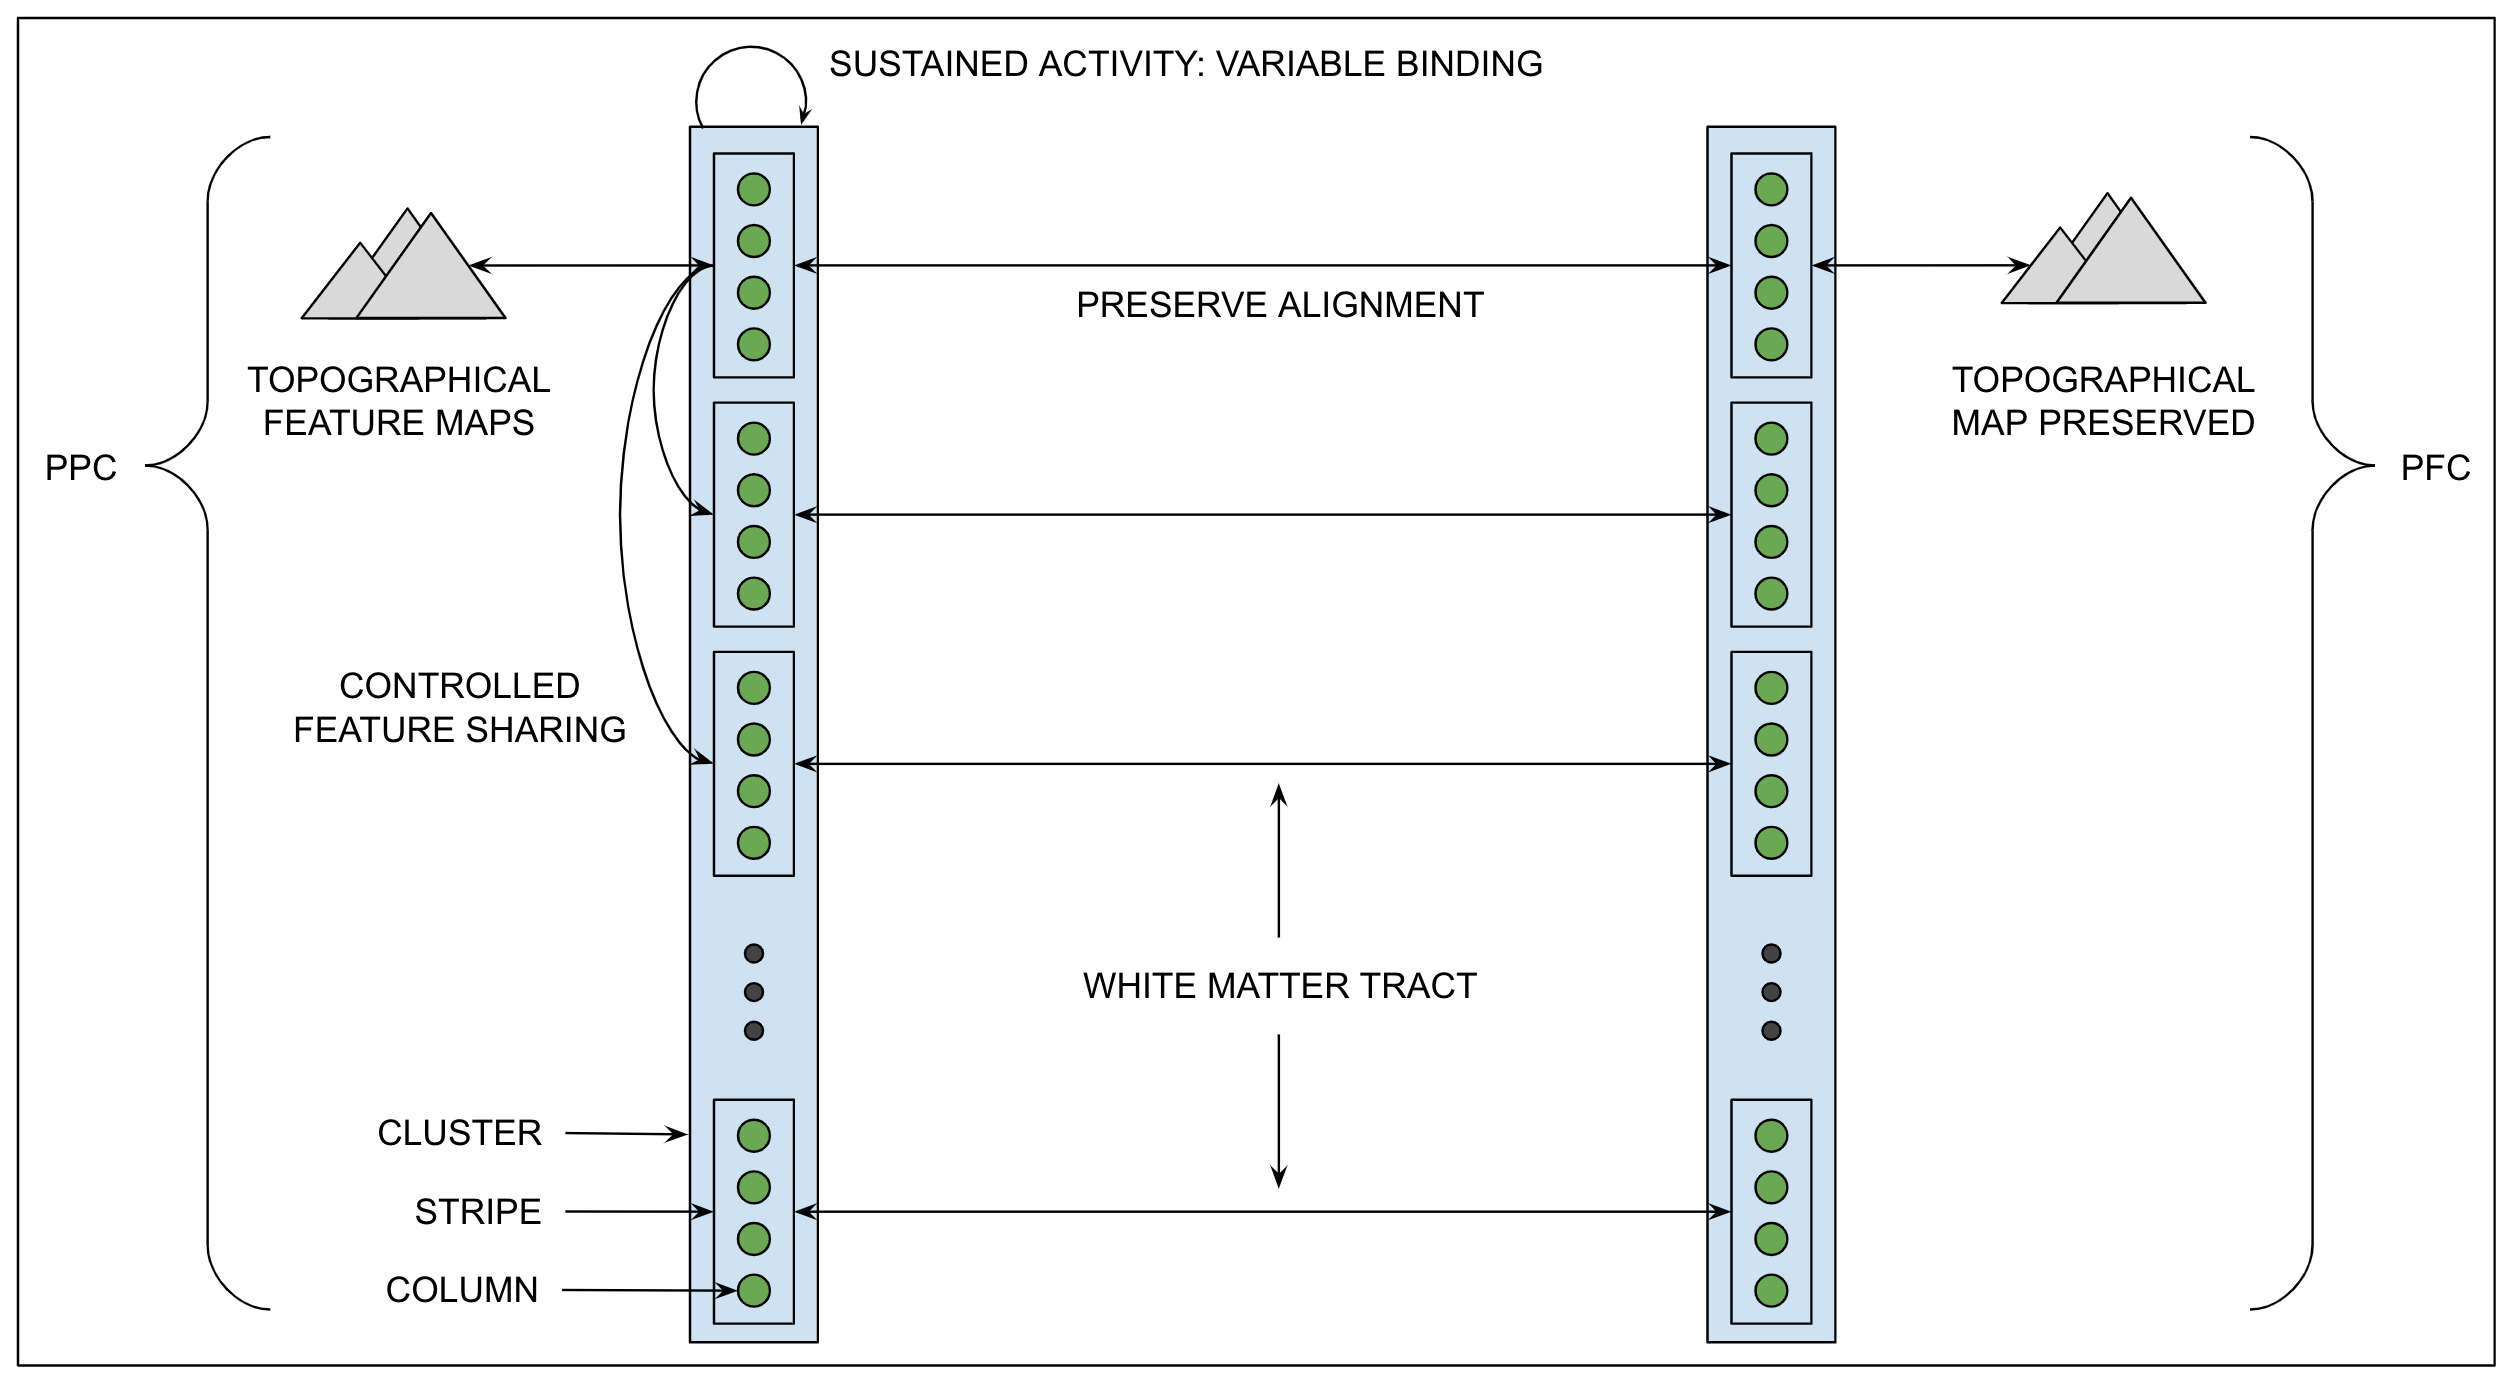 SUSTAINED ACTIVITY: VARIABLE BINDING
PRESERVE ALIGNMENT
TOPOGRAPHICAL
FEATURE MAPS
TOPOGRAPHICAL
MAP PRESERVED
PPC
PFC
CONTROLLED
FEATURE SHARING
WHITE MATTER TRACT
CLUSTER
STRIPE
COLUMN